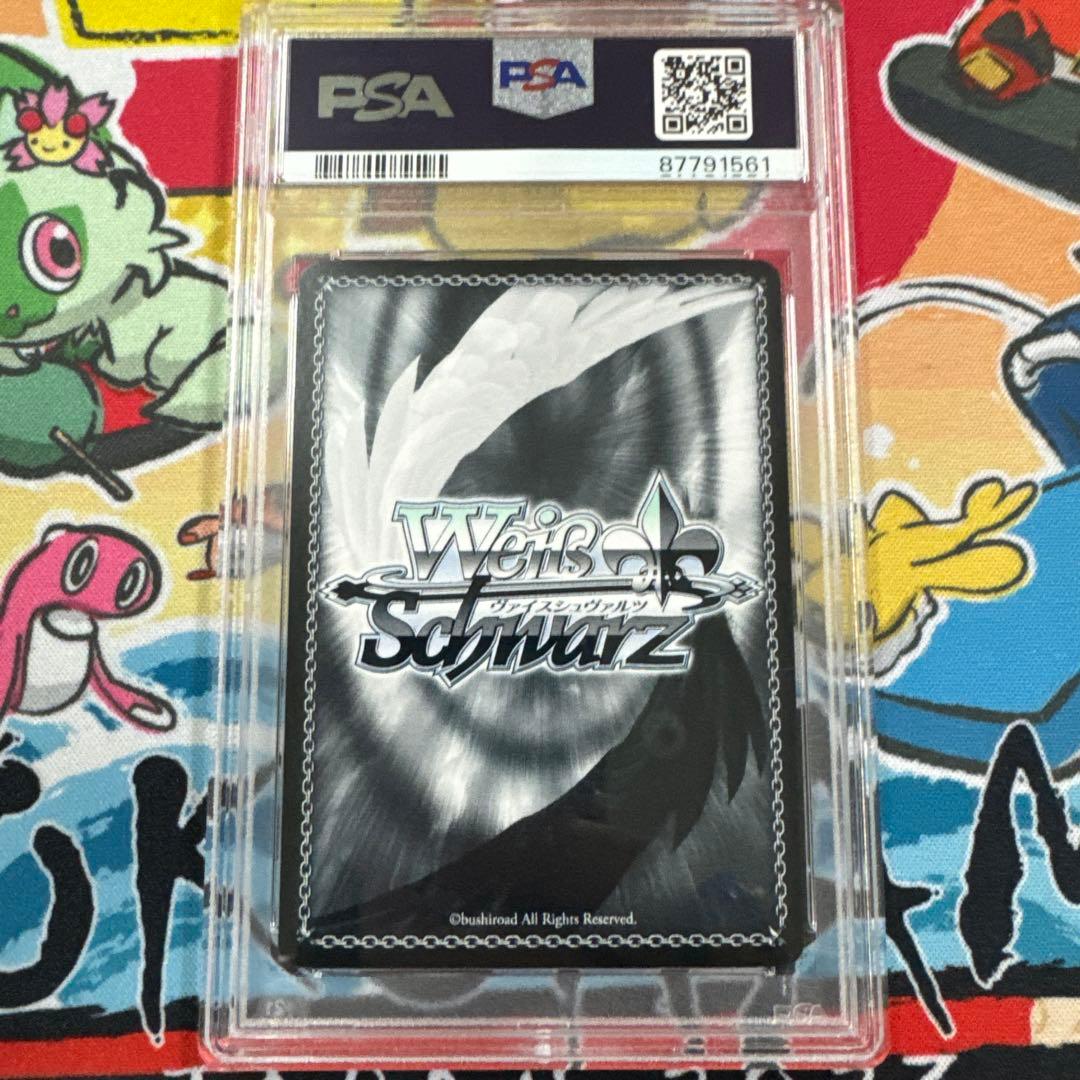 PSA
PSA
87791561
Weiß
ヴァイスシュヴァルツ
Schwarz
©bushiroad All Rights Reserved.